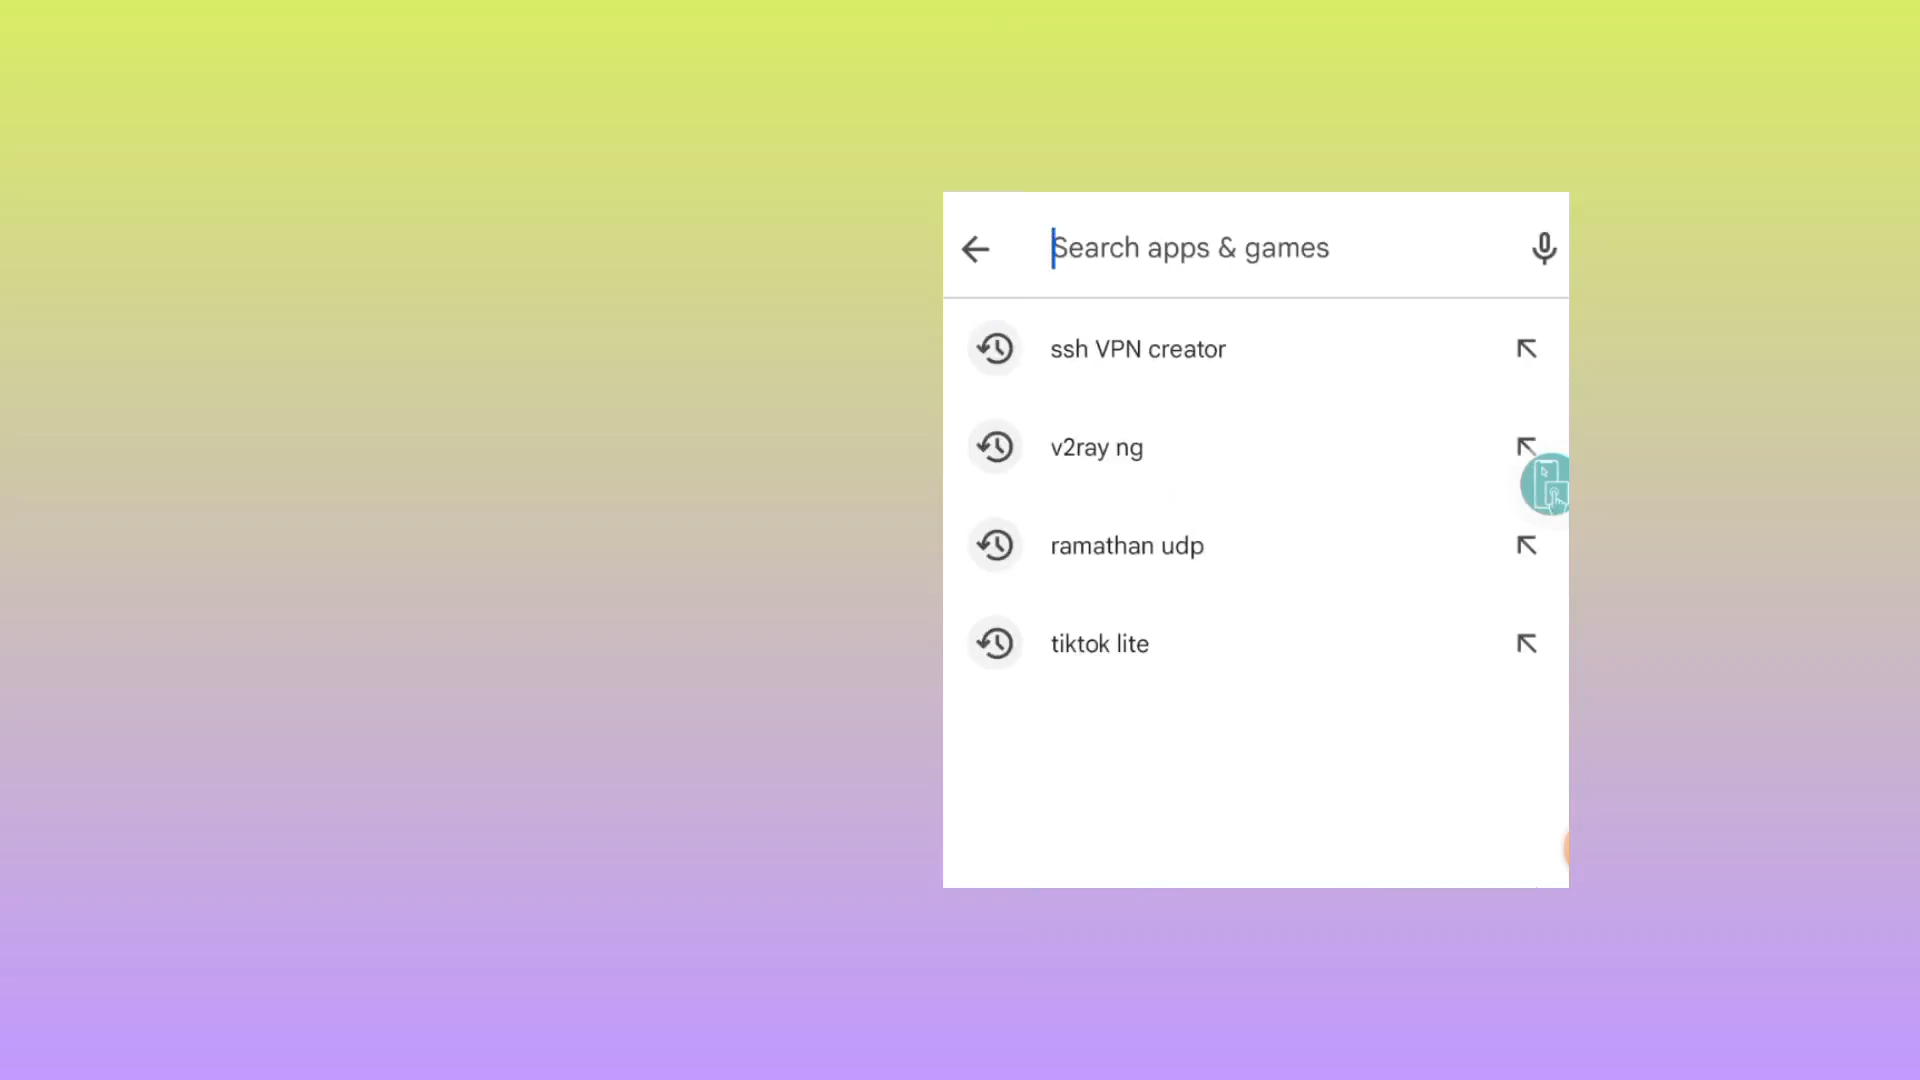 Search apps & games
ssh VPN creator
v2ray ng
ramathan udp
tiktok lite